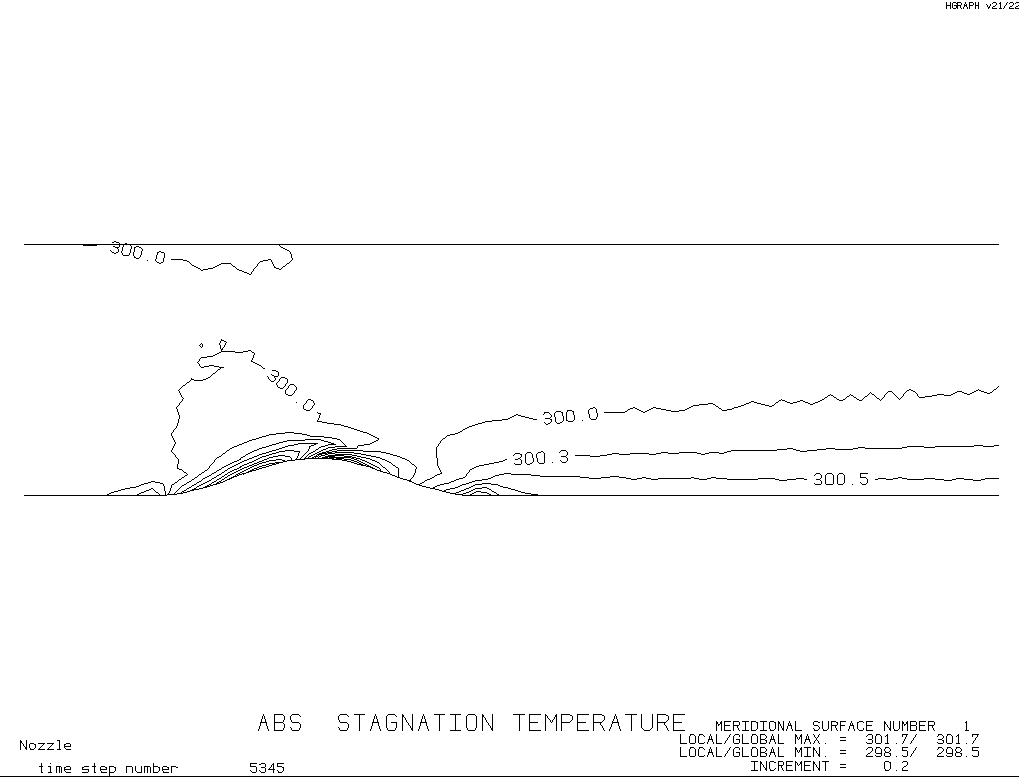 HGRAPH v21/22
300.0
300.0
300.0
300.3
300.5
ABS STAGNATION TEMPERATURE
MERIDIONAL SURFACE NUMBER 1
LOCAL/GLOBAL MAX. = 301.7/ 301.7
Nozzle
LOCAL/GLOBAL MIN. = 298.5/ 298.5
time step number 5345
INCREMENT = 0.2